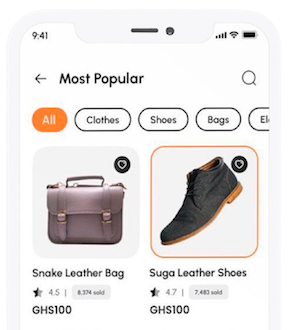 9:41
Most Popular
All Clothes Shoes Bags El
Snake Leather Bag Suga Leather Shoes
4.5 | 8,374 sold 4.7 | 7,483 sold
GHS100 GHS100